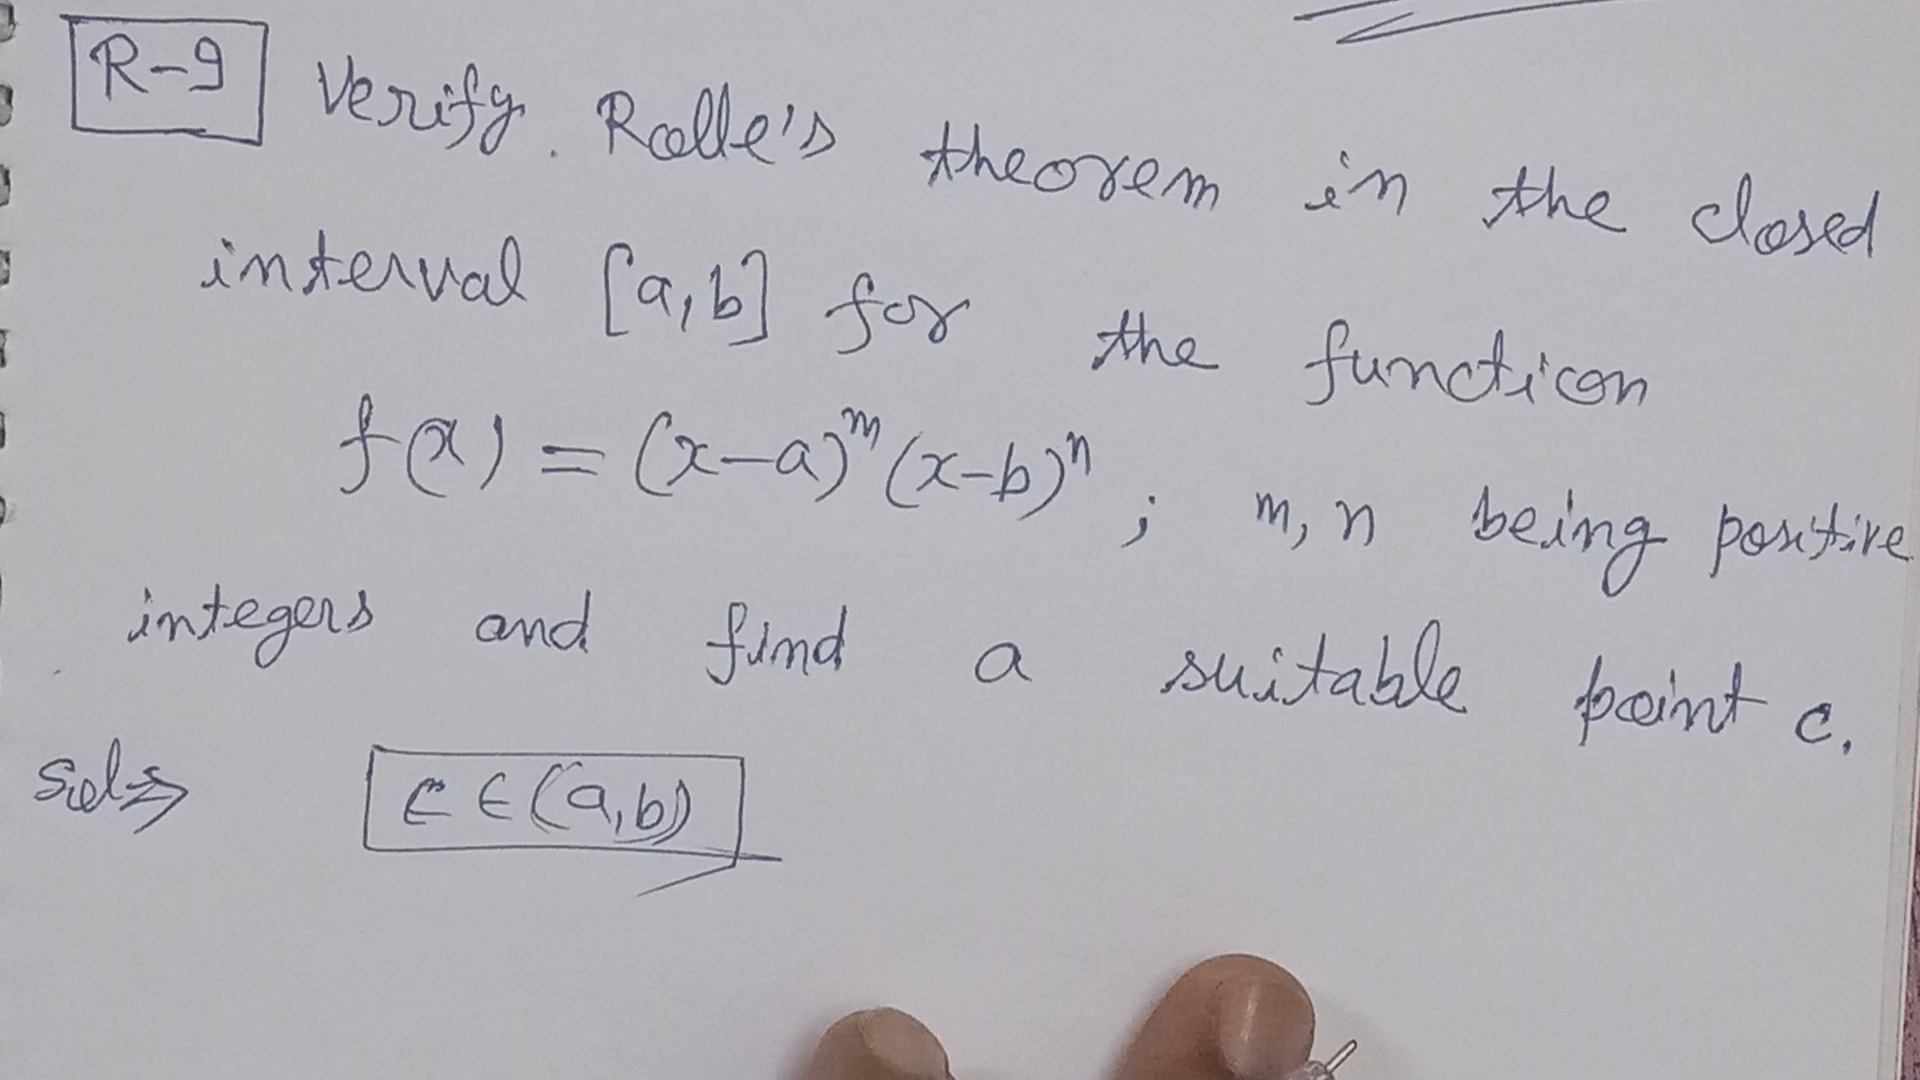 R-9 Verify Rolle's theorem in the closed
interval [a,b] for the function
f(x) = (x-a)^m (x-b)^n ; m, n being positive
integers and find a suitable point c.
Sol⇒ c ∈ (a,b)